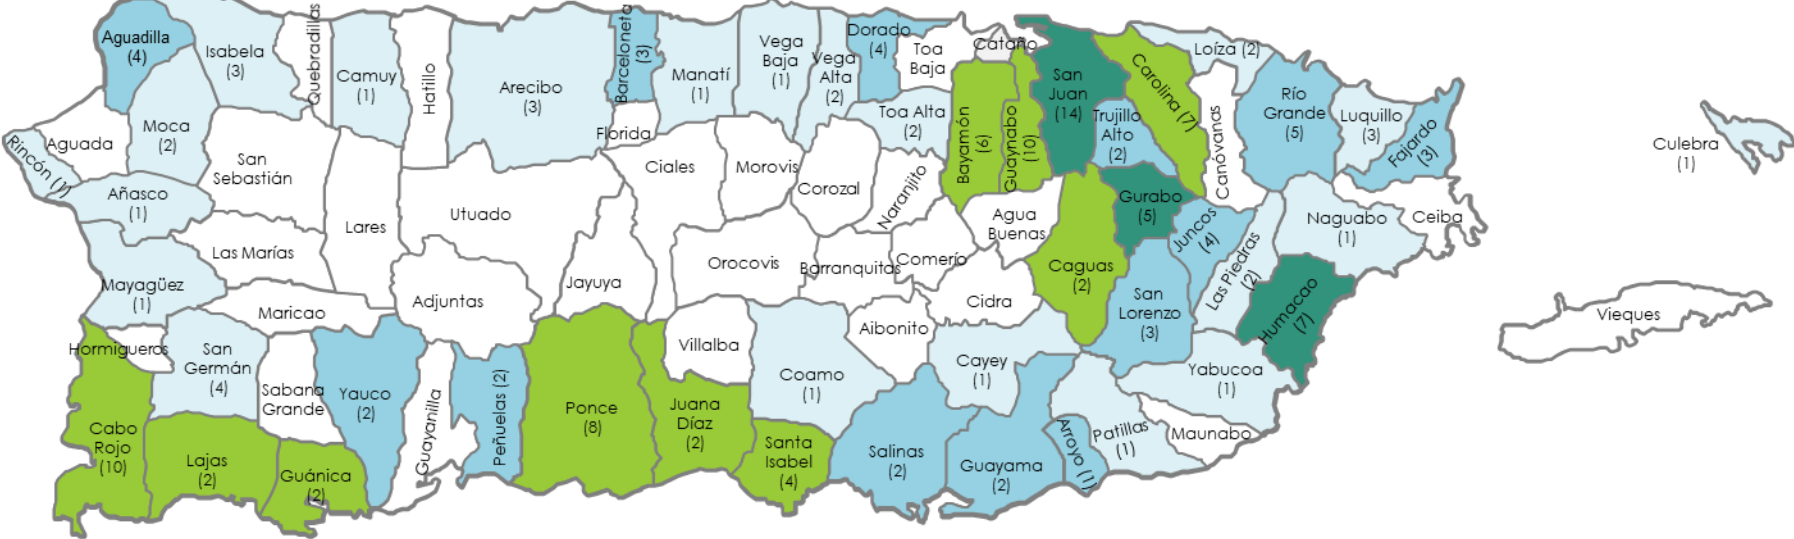 Aguadilla
(4)
Isabela
(3)
Quebradillas
Camuy
(1)
Hatillo
Arecibo
(3)
Barceloneta
(3)
Manatí
(1)
Vega
Baja
(1)
Vega
Alta
(2)
Dorado
(4)
Toa
Baja
Cataño
San
Juan
(14)
Carolina (7)
Loíza (2)
Río
Grande
(5)
Luquillo
(3)
Fajardo
(3)
Culebra
(1)
Rincón (1)
Aguada
Moca
(2)
San
Sebastián
Florida
Toa Alta
(2)
Bayamón
(6)
Guaynabo
(10)
Trujillo
Alto
(2)
Canóvanas
Añasco
(1)
Lares
Utuado
Ciales
Morovis
Corozal
Naranjito
Agua
Buenas
Gurabo
(5)
Juncos
(4)
Las Piedras
(2)
Naguabo
(1)
Ceiba
Las Marías
Mayagüez
(1)
Maricao
Adjuntas
Jayuya
Orocovis
Barranquitas
Comerío
Cidra
Caguas
(2)
San
Lorenzo
(3)
Humacao
(7)
Vieques
Hormigueros
San
Germán
(4)
Sabana
Grande
Yauco
(2)
Guayanilla
Peñuelas (2)
Ponce
(8)
Villalba
Juana
Díaz
(2)
Coamo
(1)
Aibonito
Cayey
(1)
Yabucoa
(1)
Cabo
Rojo
(10)
Lajas
(2)
Guánica
(2)
Santa
Isabel
(4)
Salinas
(2)
Guayama
(2)
Arroyo (1)
Patillas
(1)
Maunabo